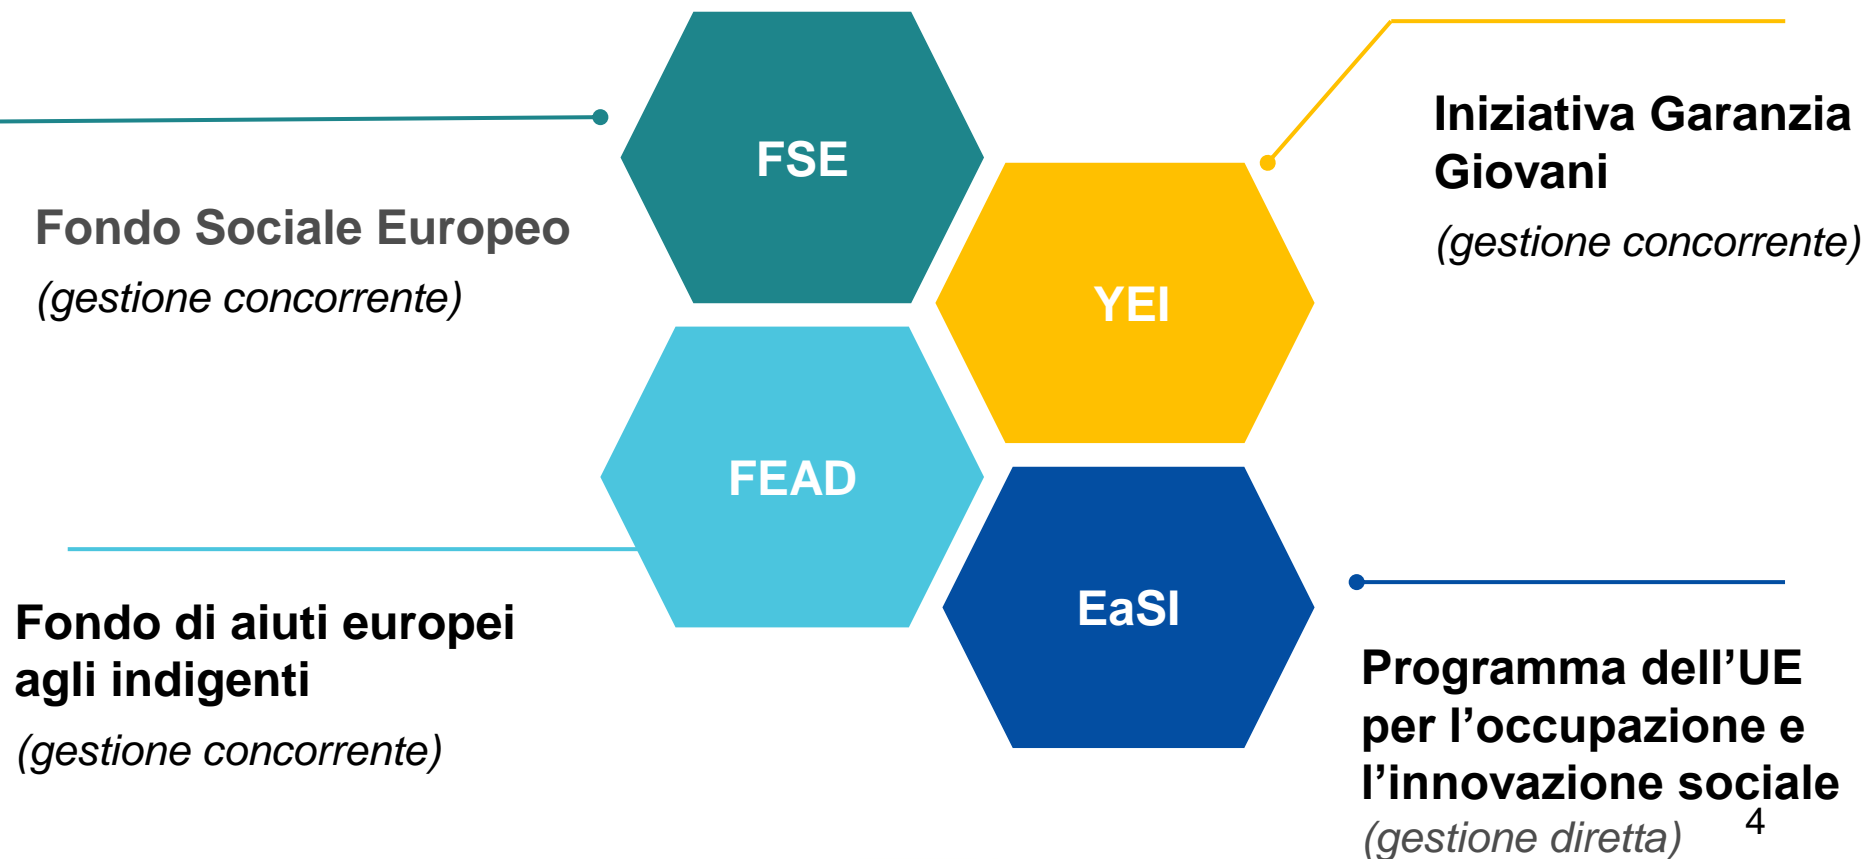 FSE
Fondo Sociale Europeo
(gestione concorrente)
Iniziativa Garanzia
Giovani
(gestione concorrente)
YEI
FEAD
Fondo di aiuti europei
agli indigenti
(gestione concorrente)
EaSI
Programma dell’UE
per l’occupazione e
l’innovazione sociale
(gestione diretta)
4